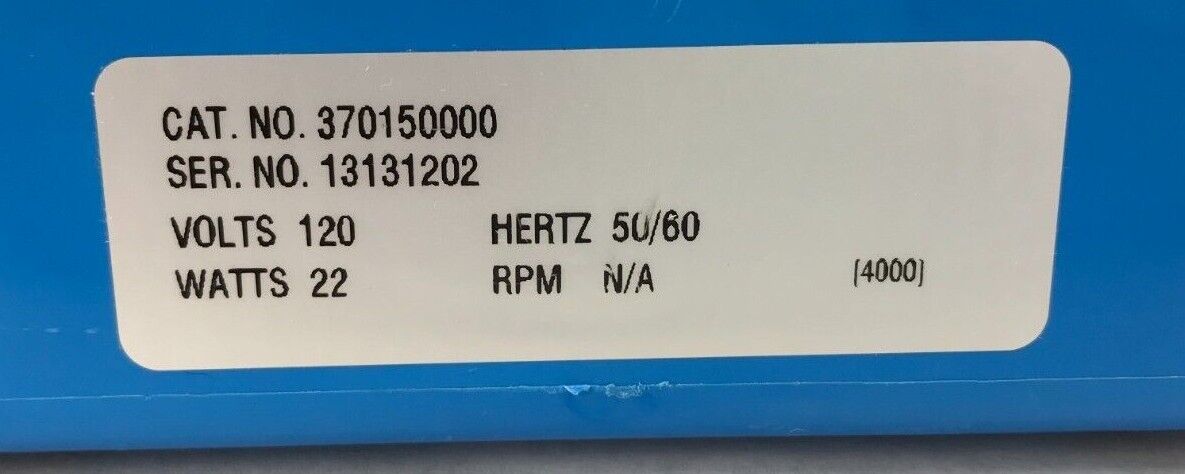 CAT. NO. 370150000
SER. NO. 13131202
VOLTS 120 HERTZ 50/60
WATTS 22 RPM N/A [4000]